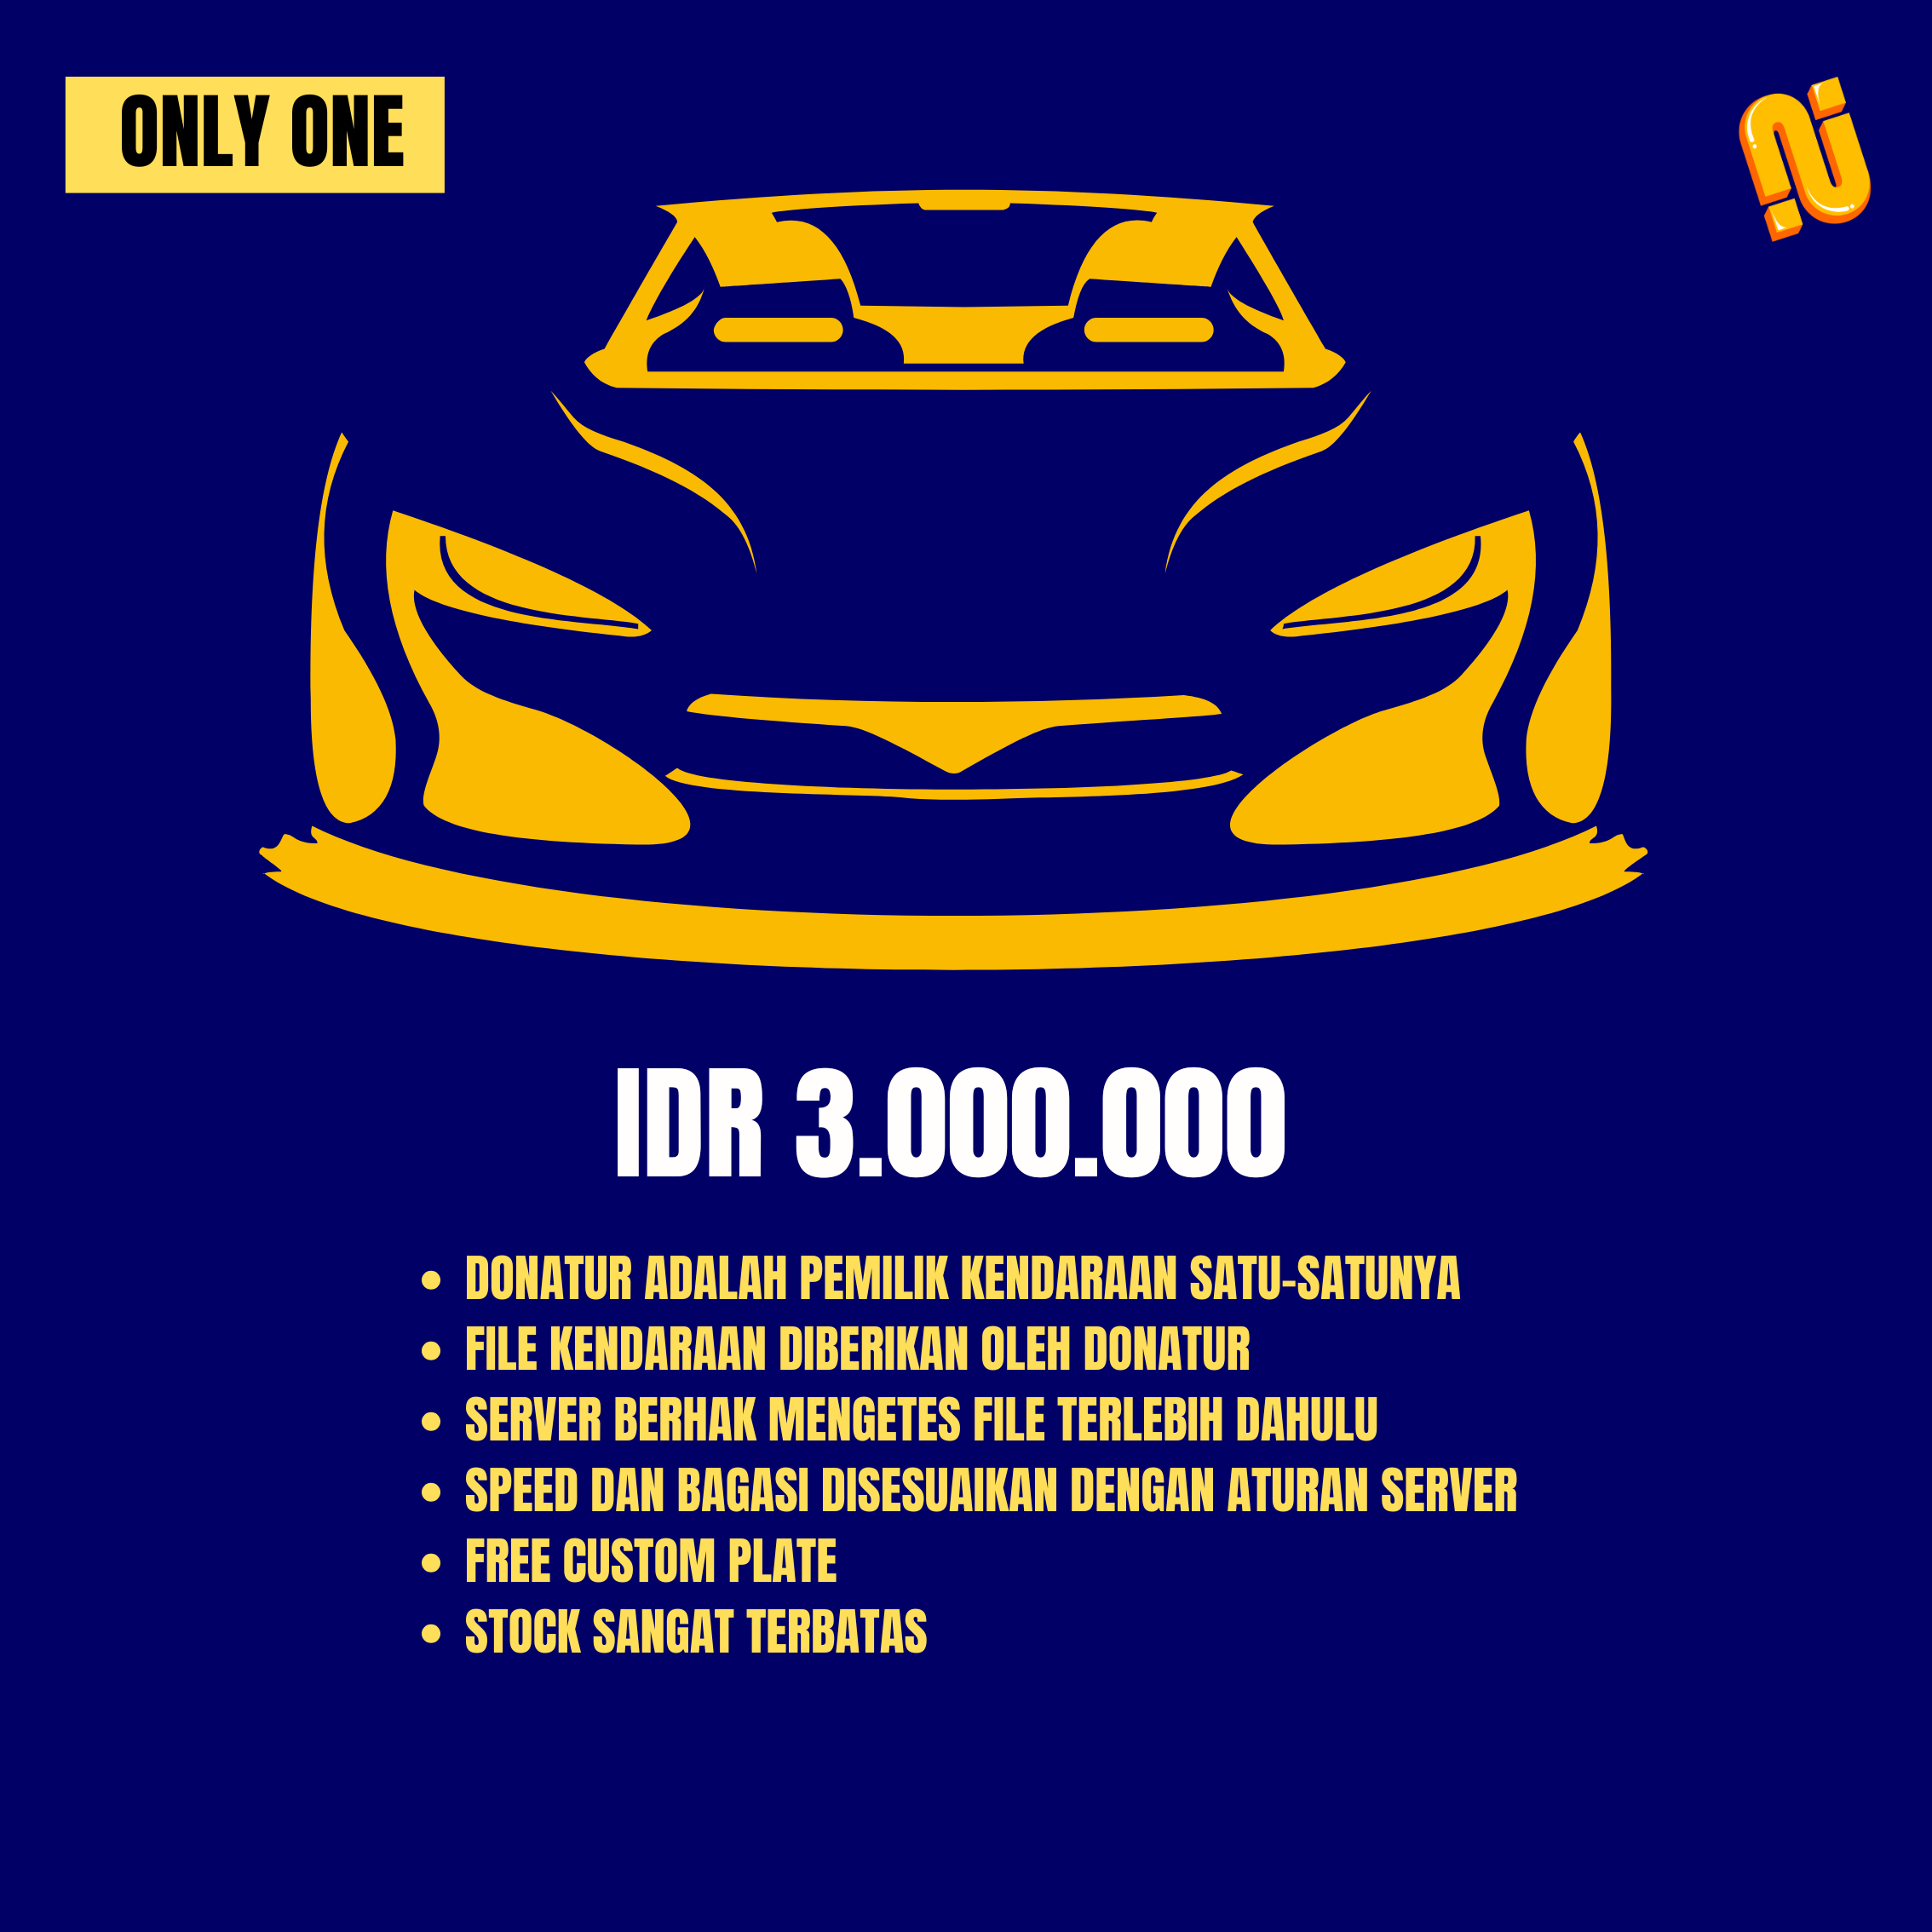 ONLY ONE
IDR 3.000.000
• DONATUR ADALAH PEMILIK KENDARAAN SATU-SATUNYA
• FILE KENDARAAN DIBERIKAN OLEH DONATUR
• SERVER BERHAK MENGETES FILE TERLEBIH DAHULU
• SPEED DAN BAGASI DISESUAIKAN DENGAN ATURAN SERVER
• FREE CUSTOM PLATE
• STOCK SANGAT TERBATAS